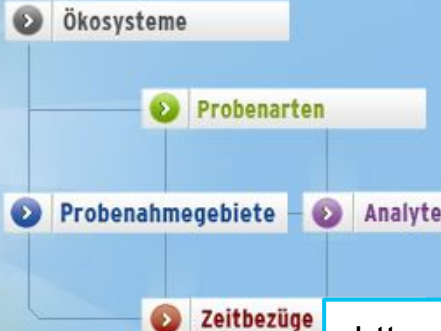 Ökosysteme
Probenarten
Probenahmegebiete
Analyte
Zeitbezüge